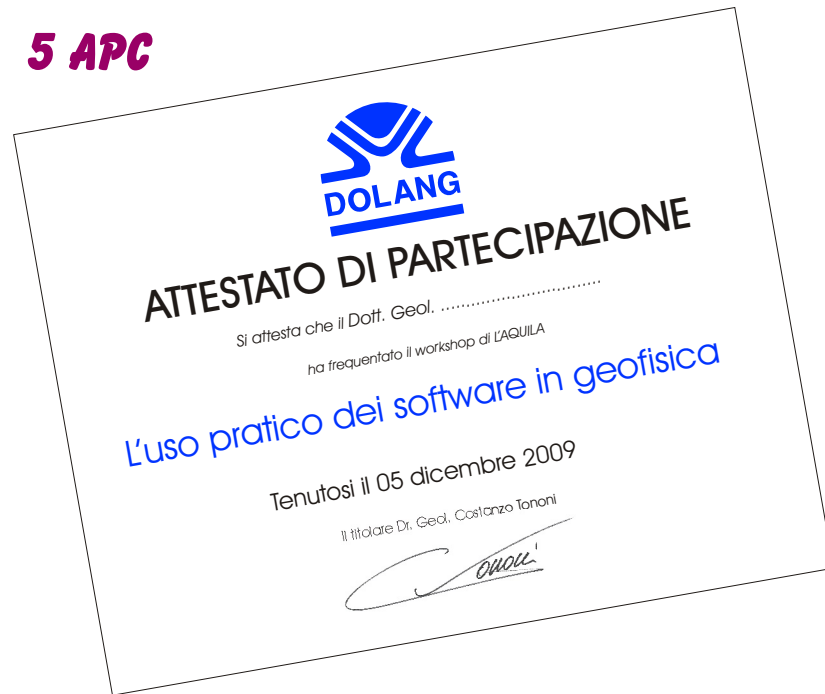 5 APC
DOLANG
ATTESTATO DI PARTECIPAZIONE
Si attesta che il Dott. Geol. ..............................
ha frequentato il workshop di L'AQUILA
L'uso pratico dei software in geofisica
Tenutosi il 05 dicembre 2009
Il titolare Dr. Geol. Costanzo Tononi
Tononi